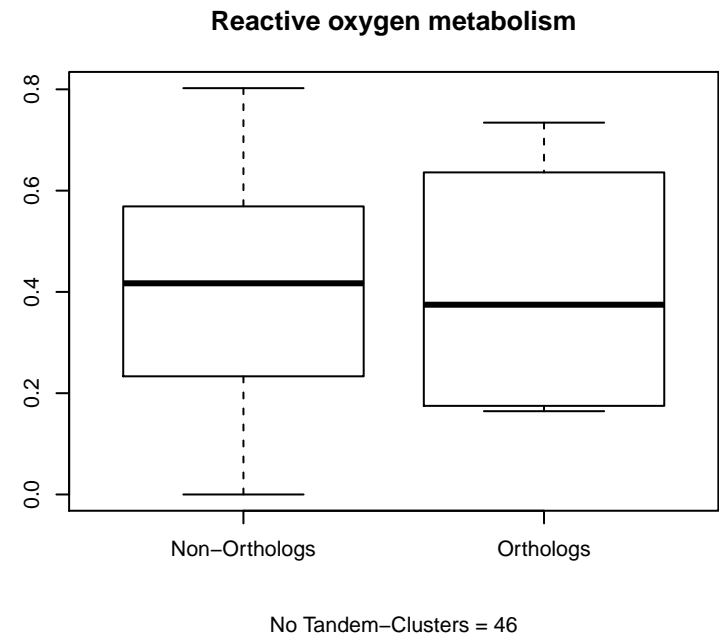 Reactive oxygen metabolism
0.8
0.6
0.4
0.2
0.0
Non−Orthologs Orthologs
No Tandem−Clusters = 46